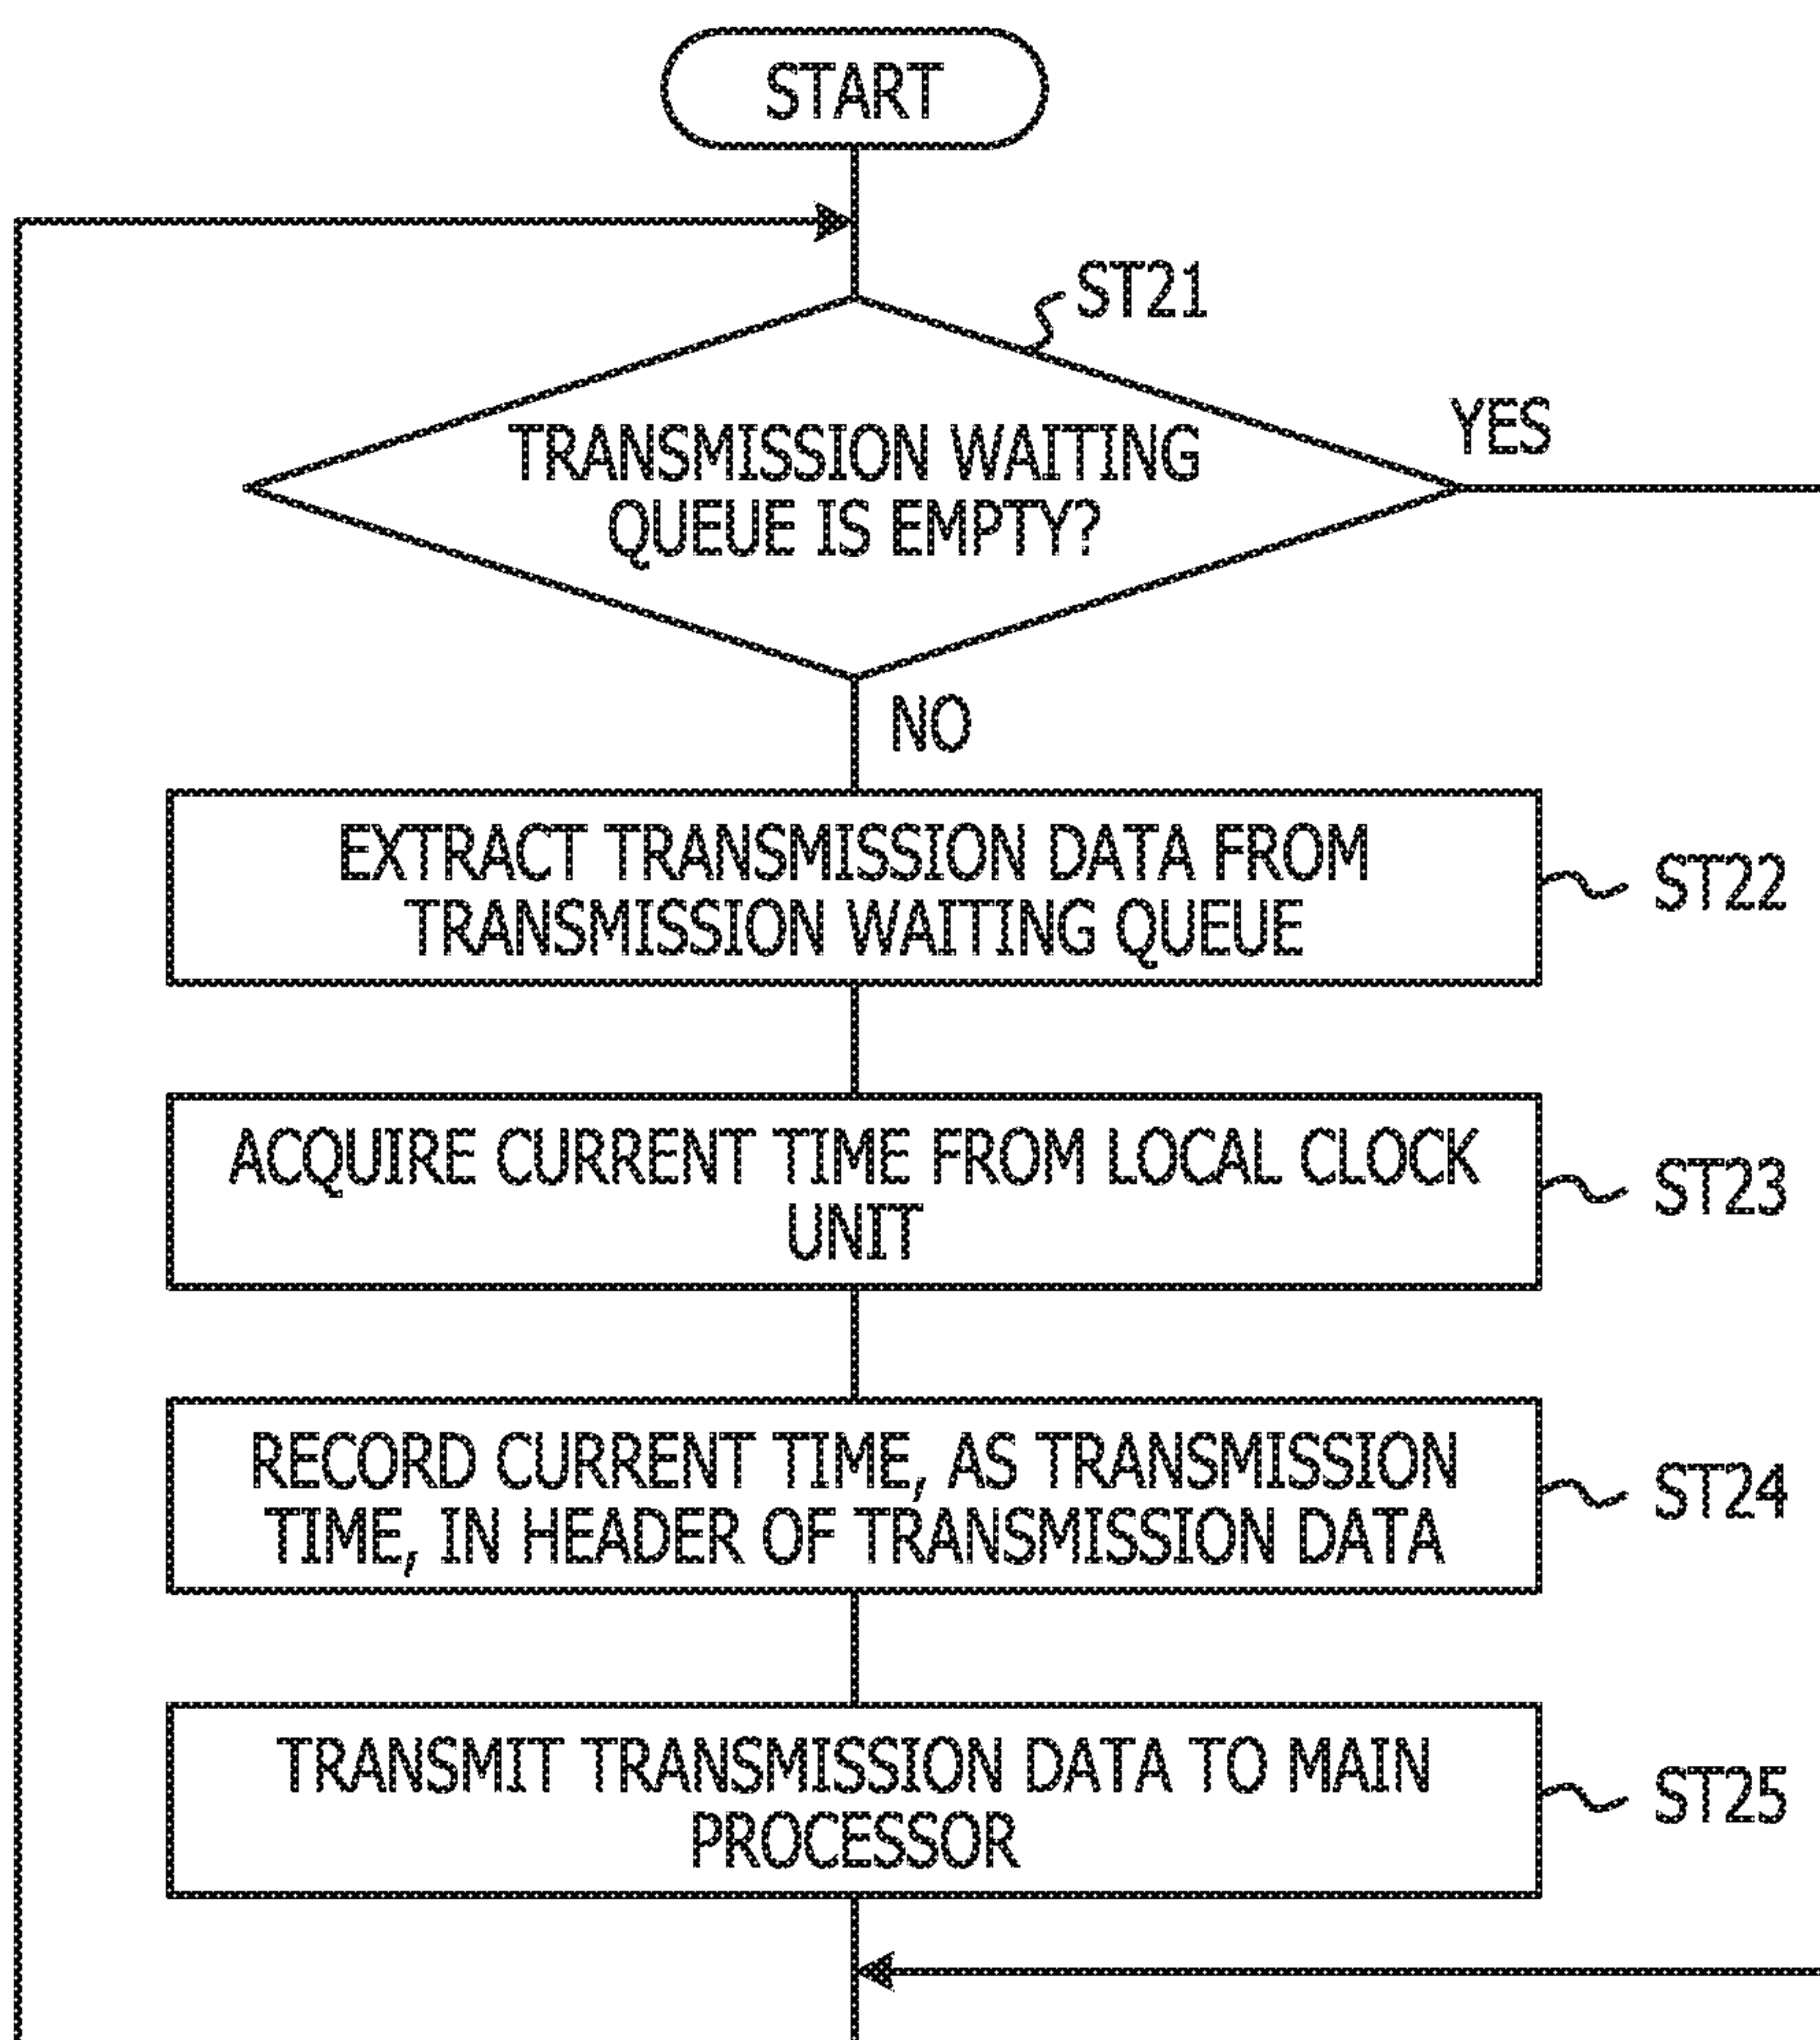 START
ST21
YES
TRANSMISSION WAITING
QUEUE IS EMPTY?
NO
EXTRACT TRANSMISSION DATA FROM
TRANSMISSION WAITING QUEUE
ST22
ACQUIRE CURRENT TIME FROM LOCAL CLOCK
UNIT
ST23
RECORD CURRENT TIME, AS TRANSMISSION
TIME, IN HEADER OF TRANSMISSION DATA
ST24
TRANSMIT TRANSMISSION DATA TO MAIN
PROCESSOR
ST25